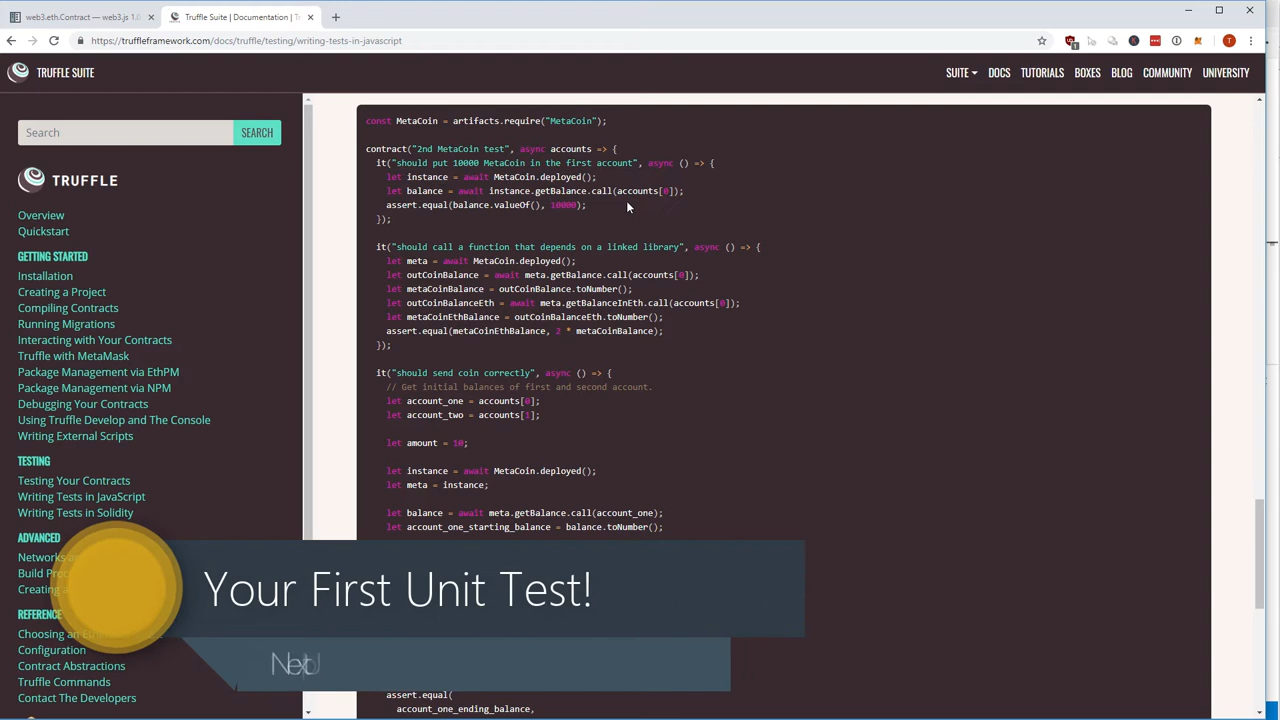 web3.eth.Contract — web3.js 1.0
Truffle Suite | Documentation | Tr
https://truffleframework.com/docs/truffle/testing/writing-tests-in-javascript
1
T
TRUFFLE SUITE
SUITE DOCS TUTORIALS BOXES BLOG COMMUNITY UNIVERSITY
Search SEARCH
TRUFFLE
Overview
Quickstart
GETTING STARTED
Installation
Creating a Project
Compiling Contracts
Running Migrations
Interacting with Your Contracts
Truffle with MetaMask
Package Management via EthPM
Package Management via NPM
Debugging Your Contracts
Using Truffle Develop and The Console
Writing External Scripts
TESTING
Testing Your Contracts
Writing Tests in JavaScript
Writing Tests in Solidity
ADVANCED
Networks
Build Proc
Creating a
REFERENCE
Choosing an
Configuration
Contract Abstractions
Truffle Commands
Contact The Developers
const MetaCoin = artifacts.require("MetaCoin");
contract("2nd MetaCoin test", async accounts => {
it("should put 10000 MetaCoin in the first account", async () => {
let instance = await MetaCoin.deployed();
let balance = await instance.getBalance.call(accounts[0]);
assert.equal(balance.valueOf(), 10000);
});
it("should call a function that depends on a linked library", async () => {
let meta = await MetaCoin.deployed();
let outCoinBalance = await meta.getBalance.call(accounts[0]);
let metaCoinBalance = outCoinBalance.toNumber();
let outCoinBalanceEth = await meta.getBalanceInEth.call(accounts[0]);
let metaCoinEthBalance = outCoinBalanceEth.toNumber();
assert.equal(metaCoinEthBalance, 2 * metaCoinBalance);
});
it("should send coin correctly", async () => {
// Get initial balances of first and second account.
let account_one = accounts[0];
let account_two = accounts[1];
let amount = 10;
let instance = await MetaCoin.deployed();
let meta = instance;
let balance = await meta.getBalance.call(account_one);
let account_one_starting_balance = balance.toNumber();
Your First Unit Test!
assert.equal(
account_one_ending_balance,